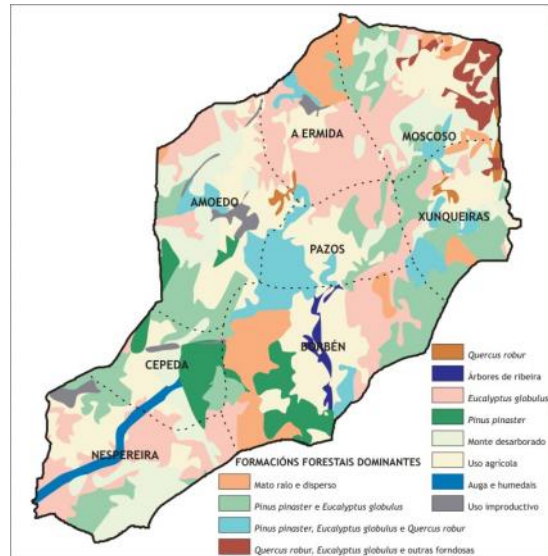 A ERMIDA
MOSCOSO
AMOEDO
XUNQUEIRAS
PAZOS
BORBÉN
CEPEDA
NESPEREIRA
FORMACIÓNS FORESTAIS DOMINANTES
Mato ralo e disperso
Pinus pinaster e Eucalyptus globulus
Pinus pinaster, Eucalyptus globulus e Quercus robur
Quercus robur, Eucalyptus globulus e outras forndosas
Quercus robur
Árbores de ribeira
Eucalyptus globulus
Pinus pinaster
Monte desarborado
Uso agrícola
Auga e humedais
Uso improductivo